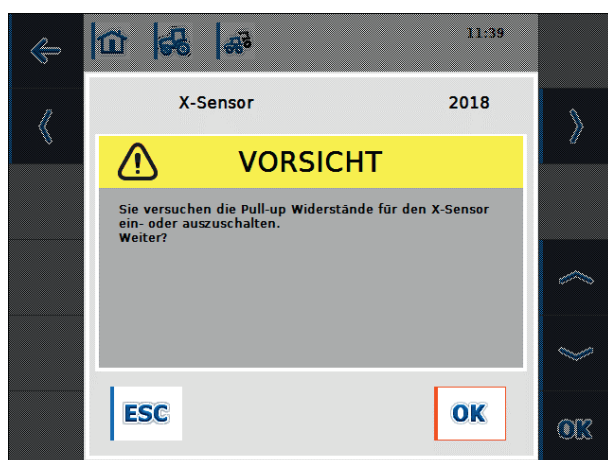 11:39
X-Sensor 2018
VORSICHT
Sie versuchen die Pull-up Widerstände für den X-Sensor
ein- oder auszuschalten.
Weiter?
ESC OK
OK